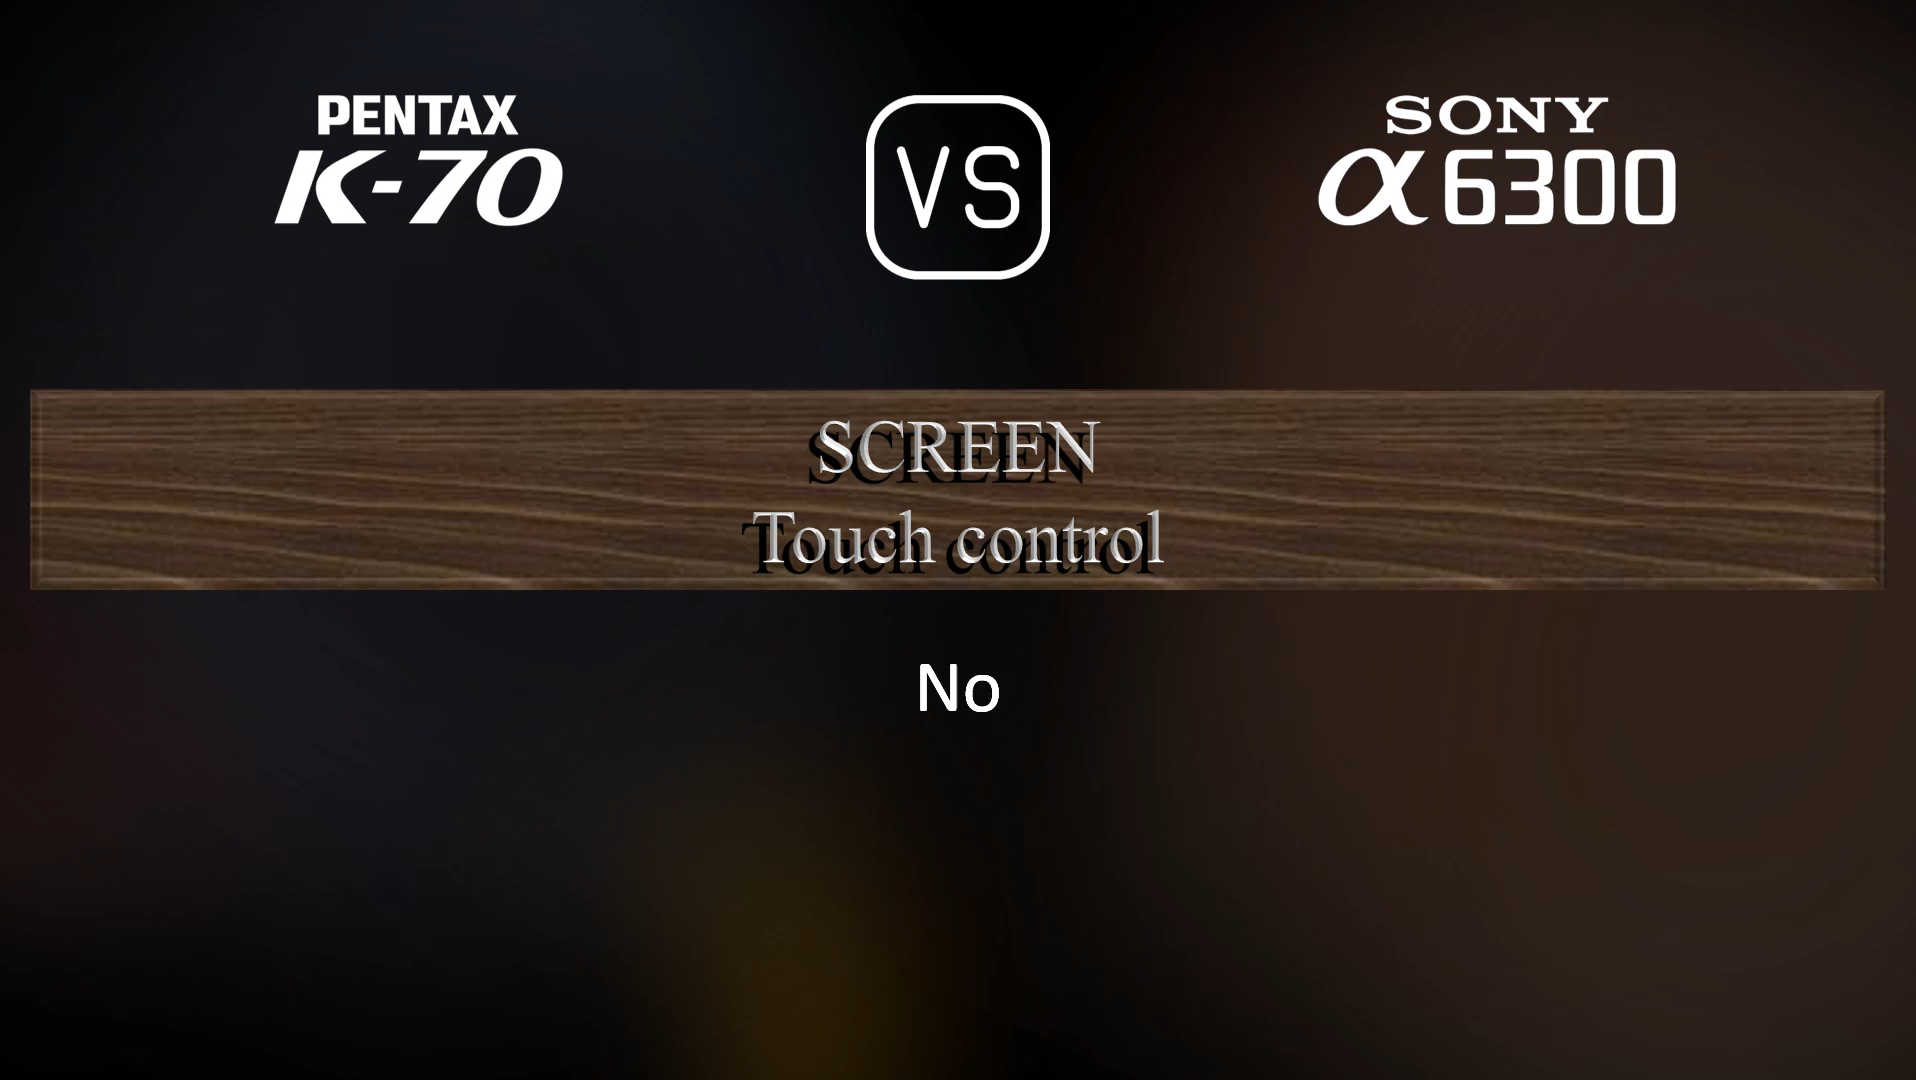 PENTAX
K-70
VS
SONY
α6300
SCREEN
Touch control
No